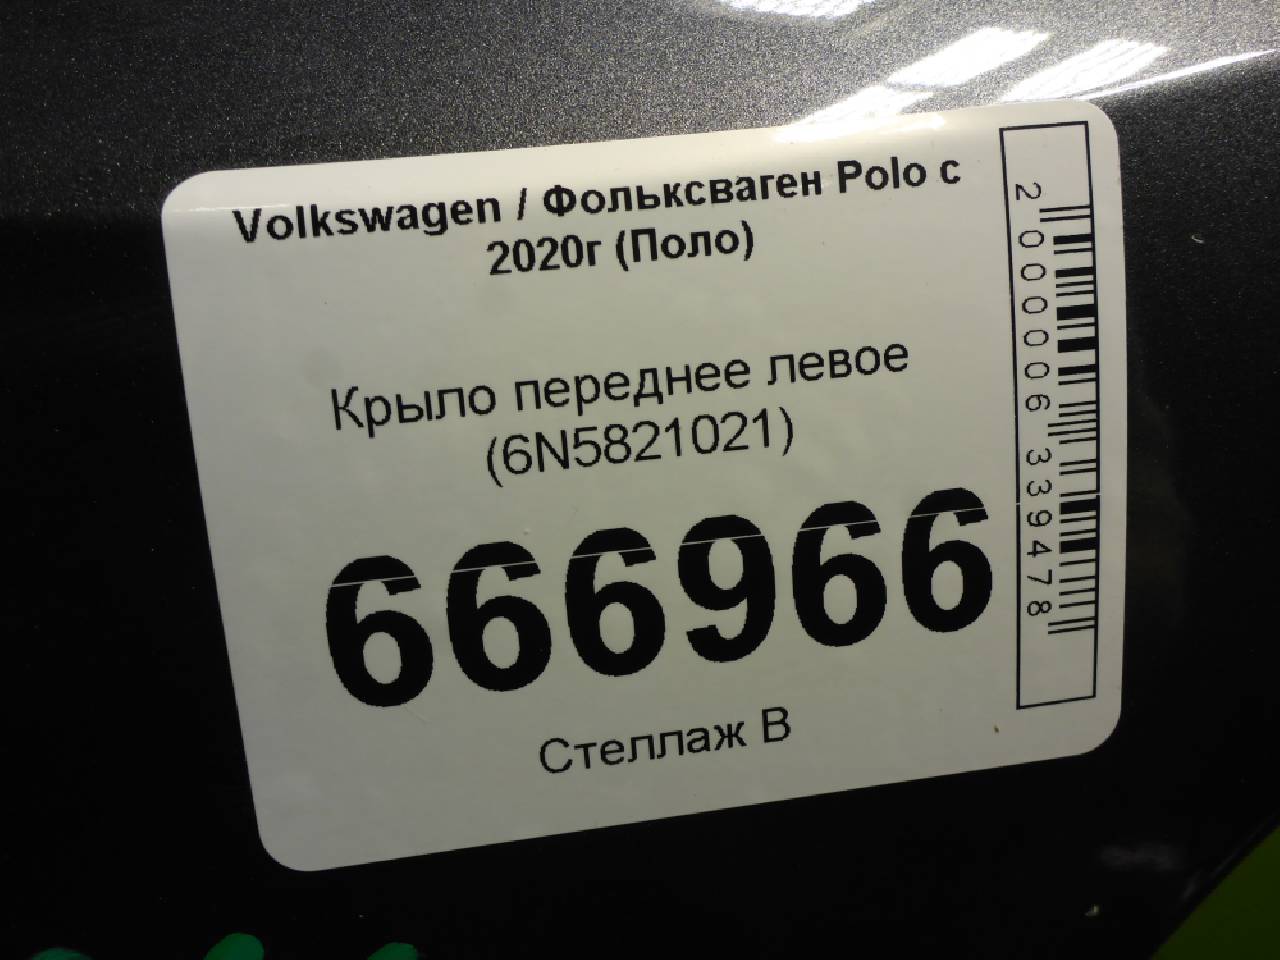 Volkswagen / Фольксваген Polo с
2020г (Поло)
Крыло переднее левое
(6N5821021)
666966
Стеллаж В
2000006339478